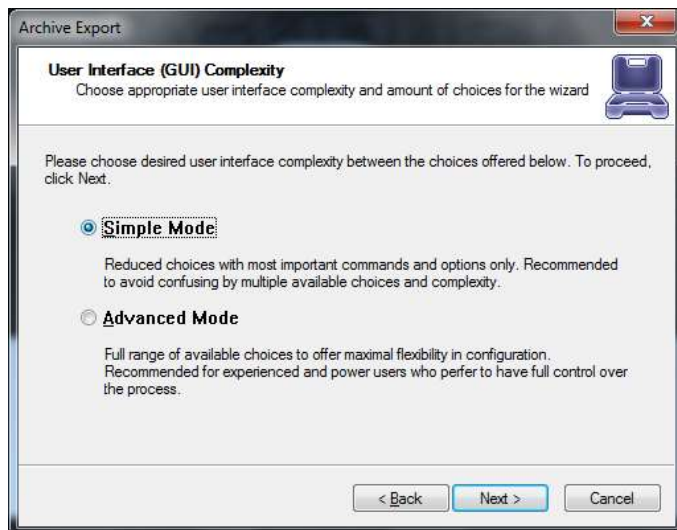 Archive Export
User Interface (GUI) Complexity
Choose appropriate user interface complexity and amount of choices for the wizard
Please choose desired user interface complexity between the choices offered below. To proceed,
click Next.
Simple Mode
Reduced choices with most important commands and options only. Recommended
to avoid confusing by multiple available choices and complexity.
Advanced Mode
Full range of available choices to offer maximal flexibility in configuration.
Recommended for experienced and power users who perfer to have full control over
the process.
< Back Next > Cancel